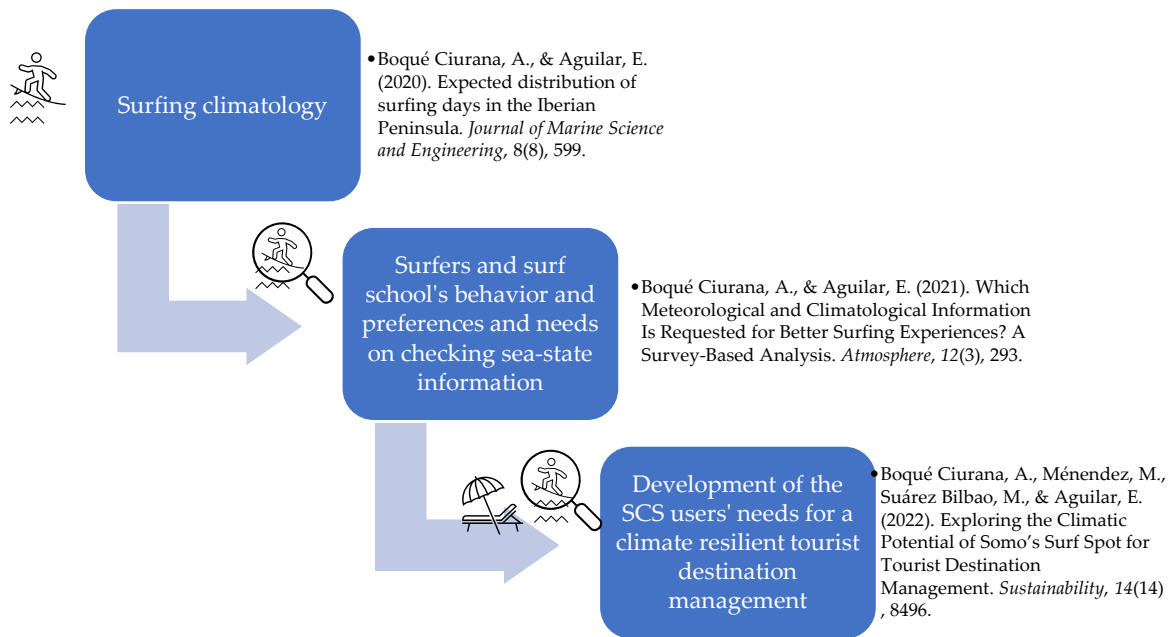 Surfing climatology
•Boqué Ciurana, A., & Aguilar, E.
(2020). Expected distribution of
surfing days in the Iberian
Peninsula. Journal of Marine Science
and Engineering, 8(8), 599.
Surfers and surf
school's behavior and
preferences and needs
on checking sea-state
information
•Boqué Ciurana, A., & Aguilar, E. (2021). Which
Meteorological and Climatological Information
Is Requested for Better Surfing Experiences? A
Survey-Based Analysis. Atmosphere, 12(3), 293.
Development of the
SCS users' needs for a
climate resilient tourist
destination
management
•Boqué Ciurana, A., Ménendez, M.,
Suárez Bilbao, M., & Aguilar, E.
(2022). Exploring the Climatic
Potential of Somo’s Surf Spot for
Tourist Destination
Management. Sustainability, 14(14)
, 8496.